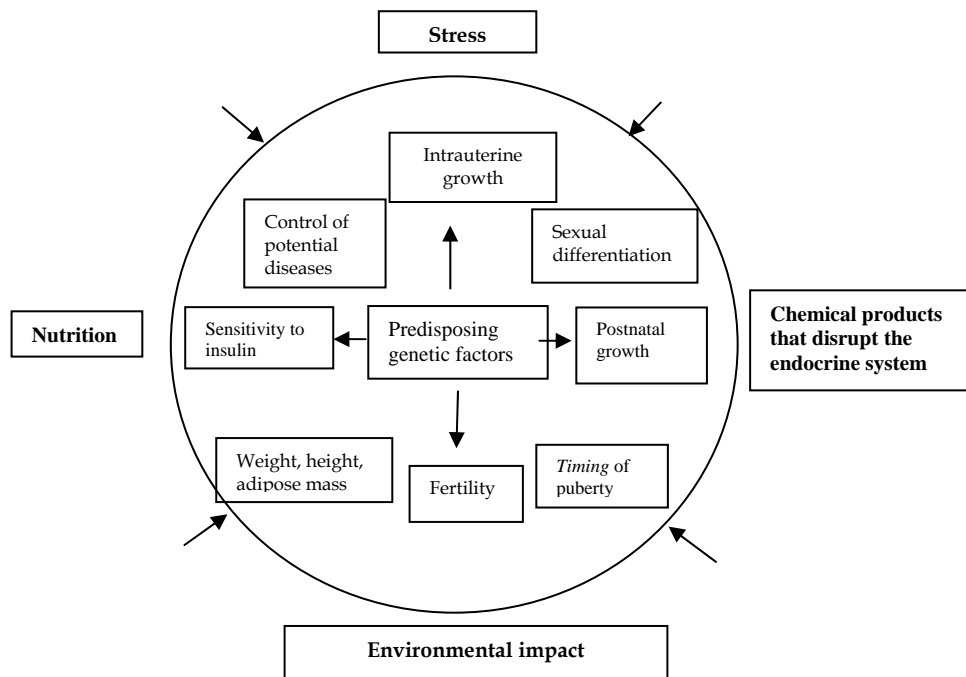 Stress
Intrauterine
growth
Control of
potential
diseases
Sexual
differentiation
Nutrition
Sensitivity to
insulin
Predisposing
genetic factors
Postnatal
growth
Chemical products
that disrupt the
endocrine system
Weight, height,
adipose mass
Fertility
Timing of
puberty
Environmental impact